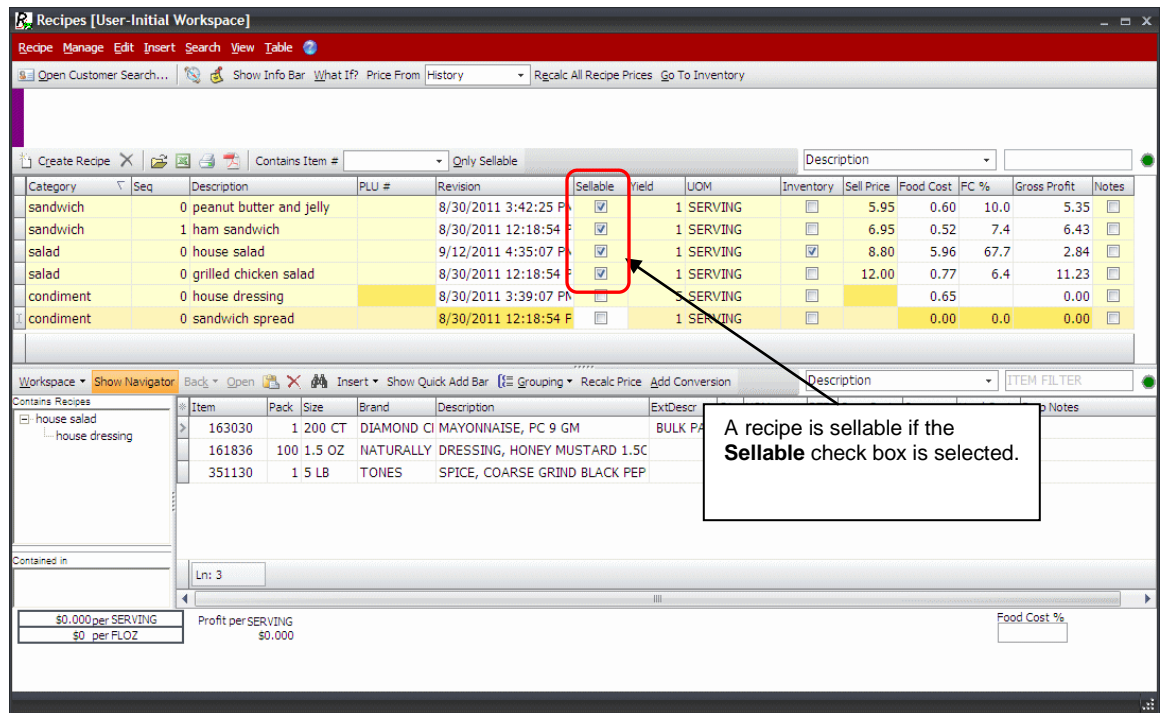 Recipes [User-Initial Workspace]
Recipe Manage Edit Insert Search View Table
Open Customer Search... Show Info Bar What If? Price From History Recalc All Recipe Prices Go To Inventory
Create Recipe Contains Item # Only Sellable Description
Category Seq Description PLU # Revision Sellable Yield UOM Inventory Sell Price Food Cost FC % Gross Profit Notes
sandwich 0 peanut butter and jelly 8/30/2011 3:42:25 1 SERVING 5.95 0.60 10.0 5.35
sandwich 1 ham sandwich 8/30/2011 12:18:54 1 SERVING 6.95 0.52 7.4 6.43
salad 0 house salad 9/12/2011 4:35:07 1 SERVING 8.80 5.96 67.7 2.84
salad 0 grilled chicken salad 8/30/2011 12:18:54 1 SERVING 12.00 0.77 6.4 11.23
condiment 0 house dressing 8/30/2011 3:39:07 5 SERVING 0.65 0.00
condiment 0 sandwich spread 8/30/2011 12:18:54 1 SERVING 0.00 0.0 0.00
Workspace Show Navigator Back Open Insert Show Quick Add Bar Grouping Recalc Price Add Conversion Description ITEM FILTER
Contains Recipes
house salad
house dressing
Item Pack Size Brand Description ExtDescr Notes
163030 1 200 CT DIAMOND MAYONNAISE, PC 9 GM BULK
161836 100 1.5 OZ NATURALLY DRESSING, HONEY MUSTARD
351130 1 5 LB TONES SPICE, COARSE GRIND BLACK PEP
A recipe is sellable if the
Sellable check box is selected.
Contained in
Ln: 3
$0.000 per SERVING
$0 per FLOZ
Profit per SERVING
$0.000
Food Cost %